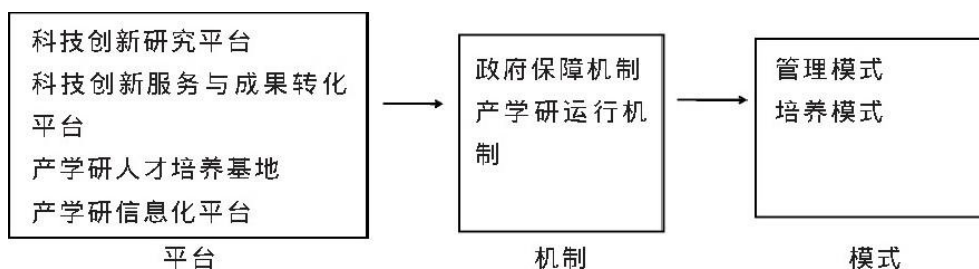 科技创新研究平台
科技创新服务与成果转化
平台
产学研人才培养基地
产学研信息化平台
平台
政府保障机制
产学研运行机
制
机制
管理模式
培养模式
模式